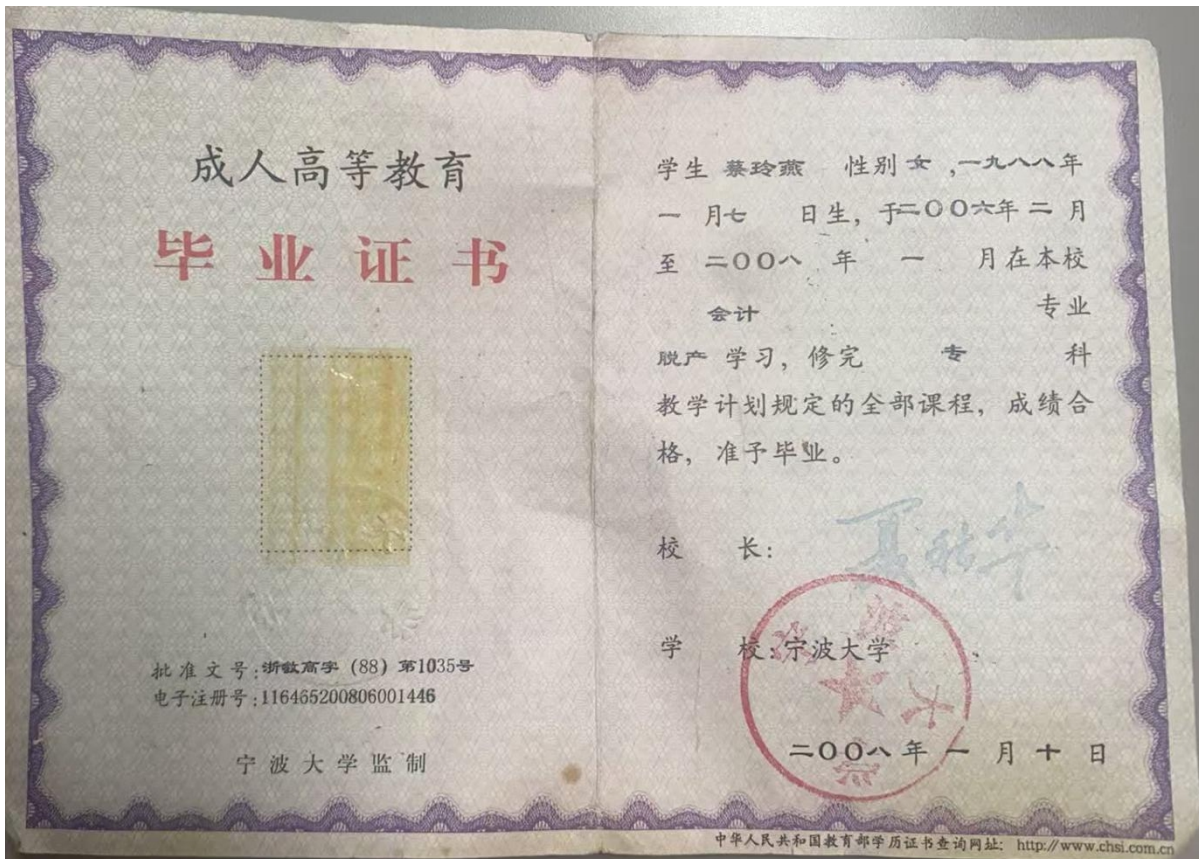 成人高等教育
毕业证书
批准文号:浙教高字(88)第1035号
电子注册号:116465200806001446
宁波大学监制
学生 蔡玲燕 性别 女,一九八八年
一 月七 日生,于二〇〇六年 二 月
至 二〇〇八 年 一 月在本校
会计 专业
脱产 学习,修完 专 科
教学计划规定的全部课程,成绩合
格,准予毕业。
校 长:
学 校:宁波大学
宁波大学
二〇〇八年 一 月 十 日
中华人民共和国教育部学历证书查询网址: http://www.chsi.com.cn